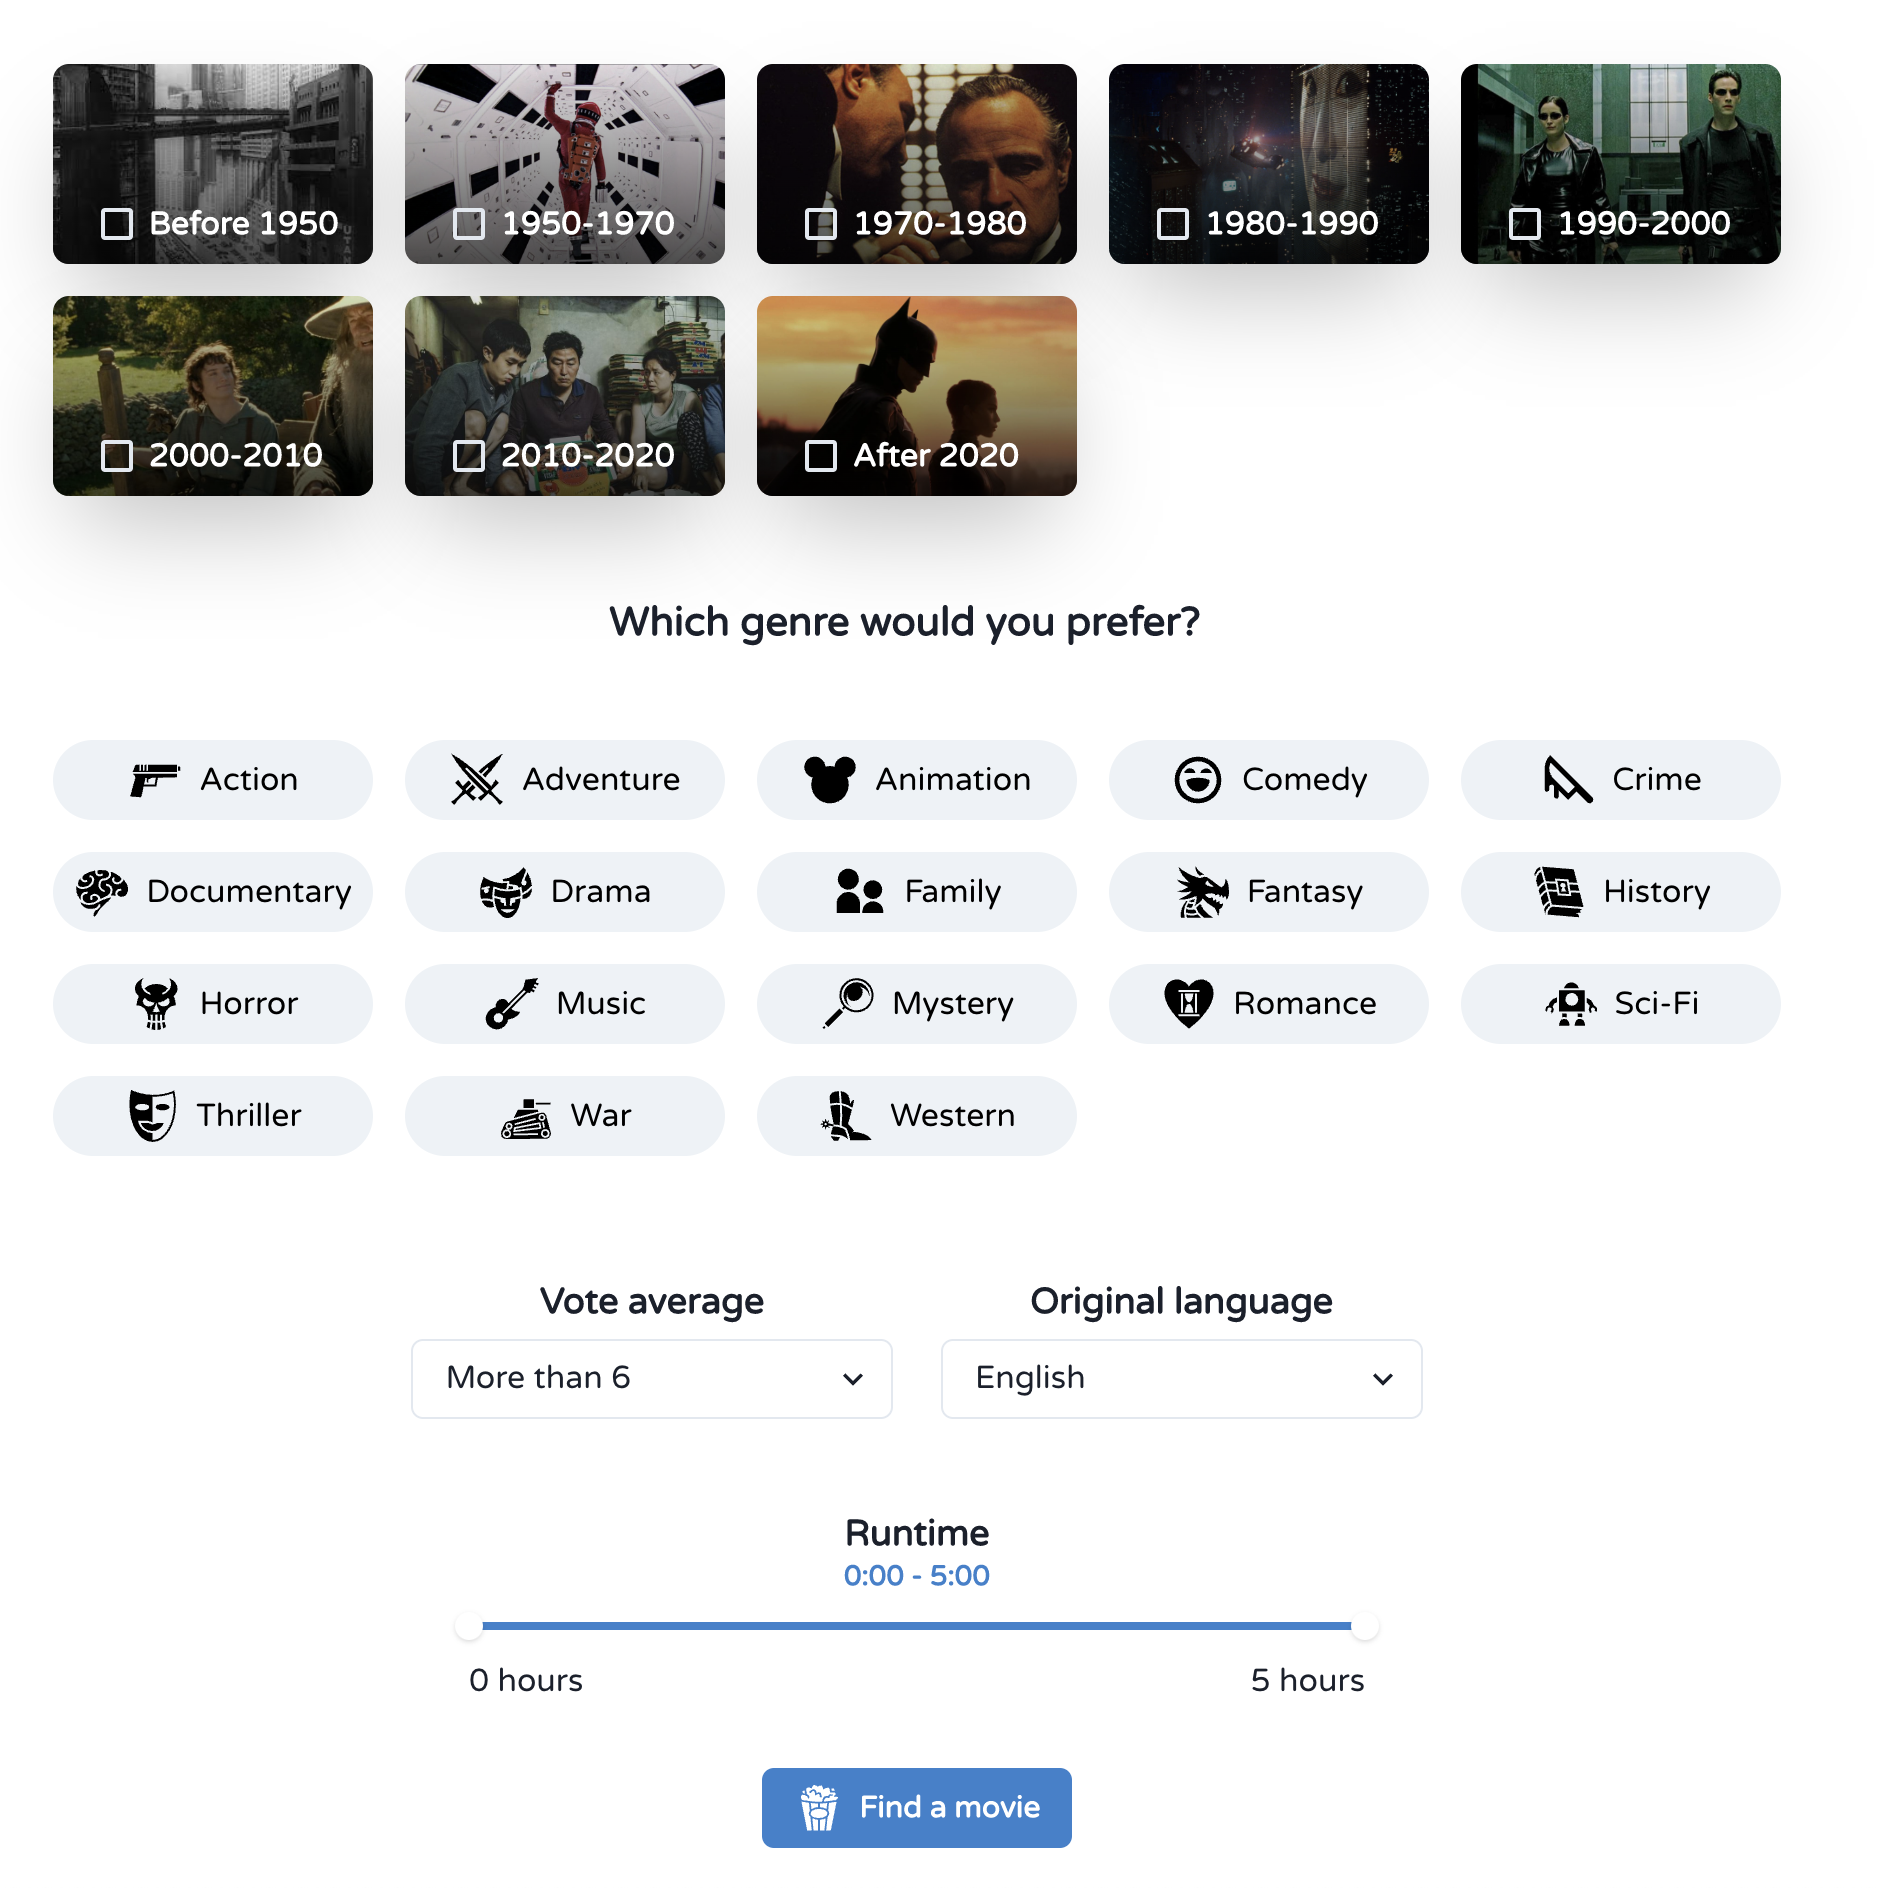 Before 1950
1950-1970
1970-1980
1980-1990
1990-2000
2000-2010
2010-2020
After 2020
Which genre would you prefer?
Action
Adventure
Animation
Comedy
Crime
Documentary
Drama
Family
Fantasy
History
Horror
Music
Mystery
Romance
Sci-Fi
Thriller
War
Western
Vote average
Original language
More than 6
English
Runtime
0:00 - 5:00
0 hours
5 hours
Find a movie